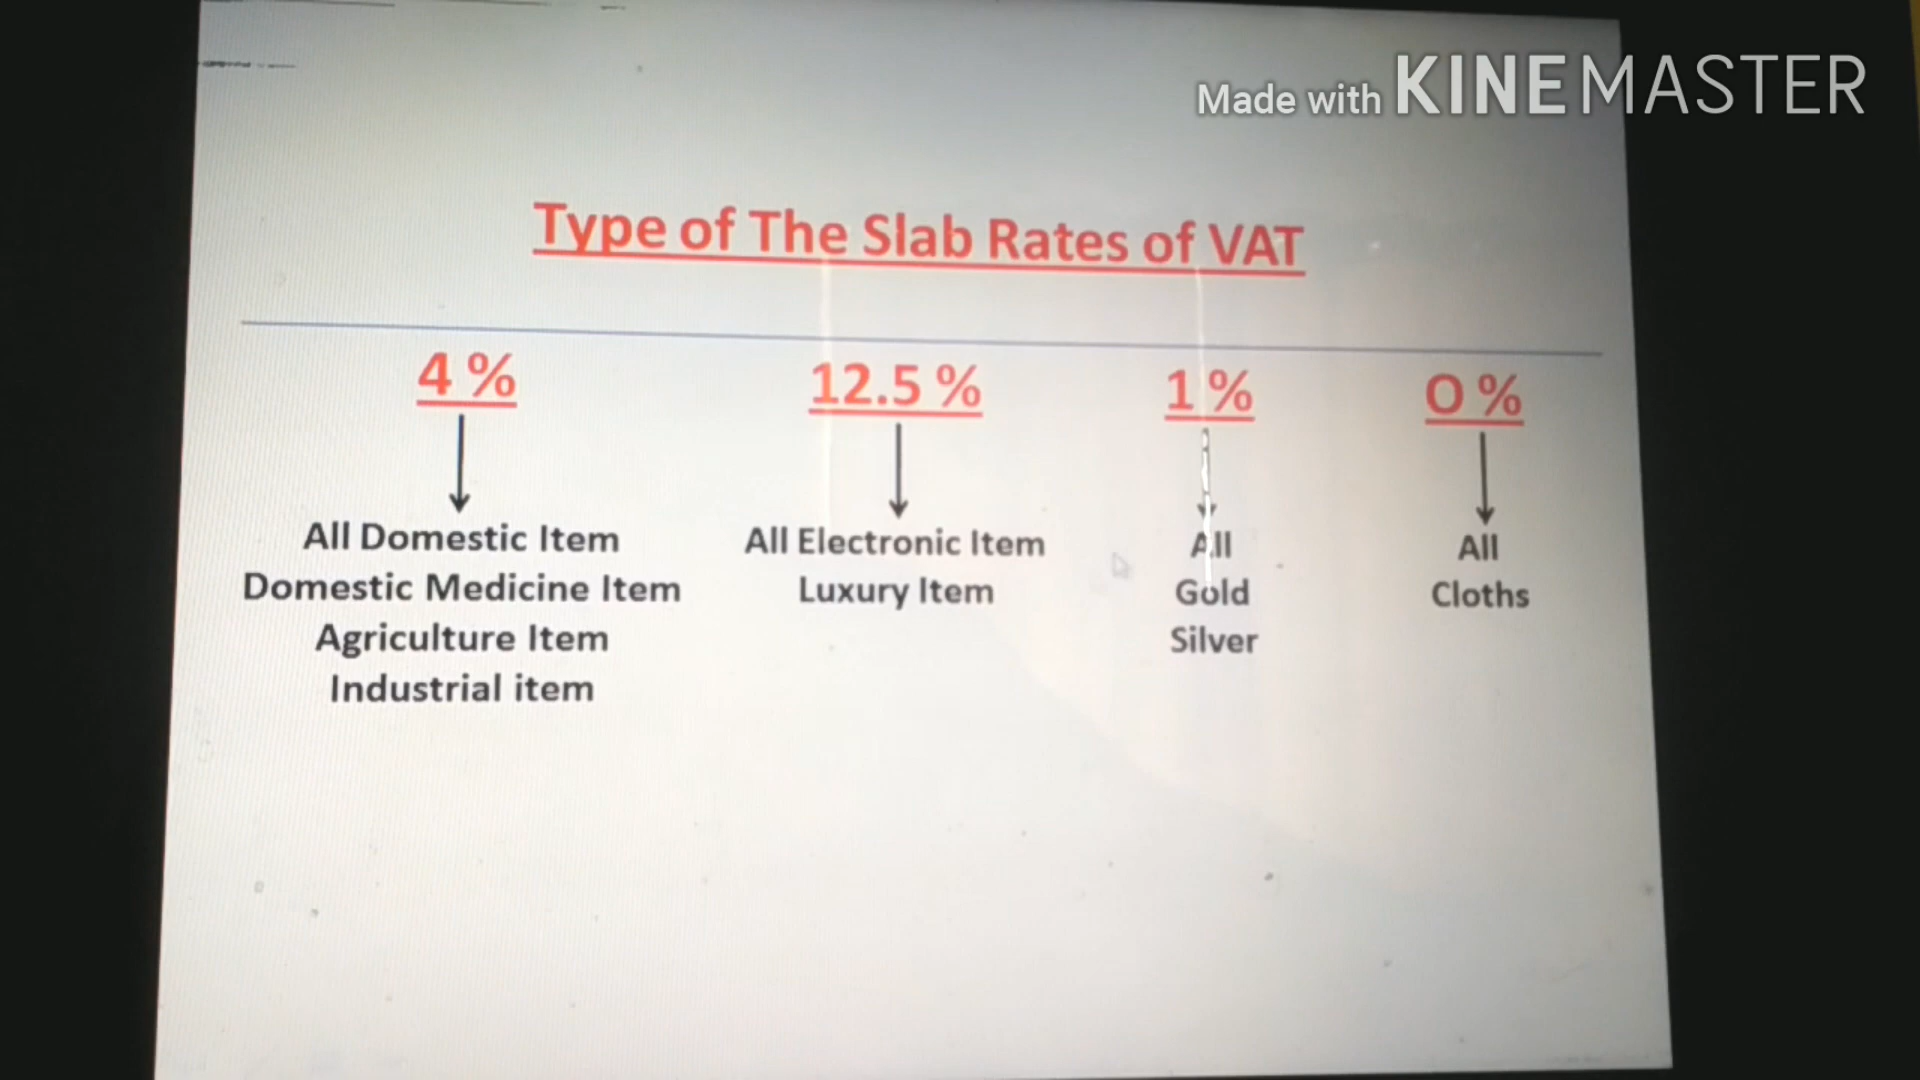 Made with KINEMASTER
Type of The Slab Rates of VAT
4 %
All Domestic Item
Domestic Medicine Item
Agriculture Item
Industrial item
12.5 %
All Electronic Item
Luxury Item
1 %
All
Gold
Silver
O %
All
Cloths